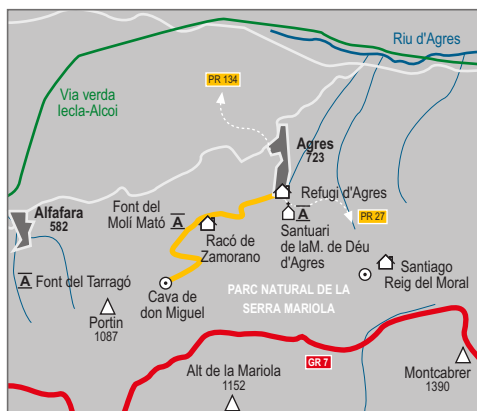 Riu d'Agres
PR 134
Via verda
Iecla-Alcoi
Agres
723
Refugi d'Agres
Alfafara
582
Font del
Molí Mató
A
A
PR 27
Racó de
Zamorano
Santuari
de laM. de Déu
d'Agres
A
Font del Tarragó
Cava de
don Miguel
Santiago
Reig del Moral
PARC NATURAL DE LA
SERRA MARIOLA
Portin
1087
GR 7
Alt de la Mariola
1152
Montcabrer
1390